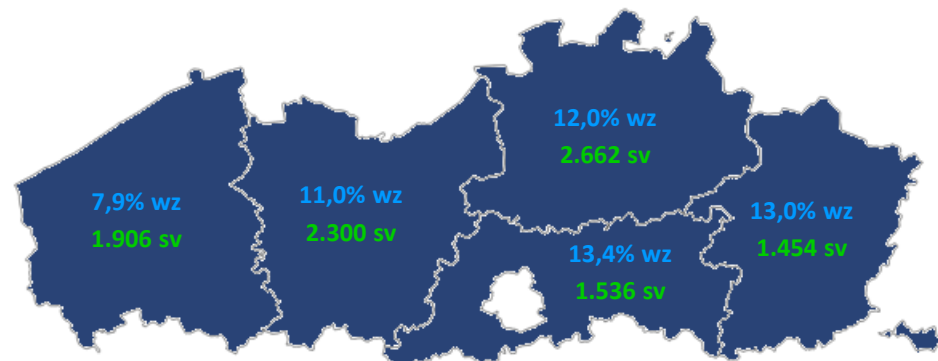 7,9% wz
1.906 sv
11,0% wz
2.300 sv
12,0% wz
2.662 sv
13,4% wz
1.536 sv
13,0% wz
1.454 sv